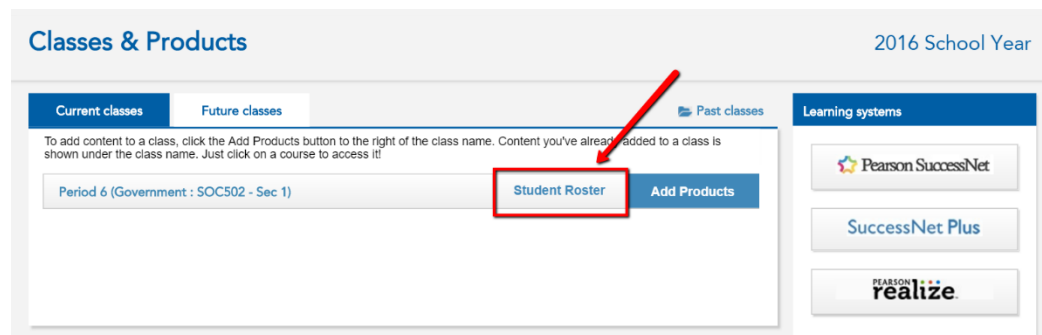 Classes & Products
2016 School Year
Current classes
Future classes
Past classes
To add content to a class, click the Add Products button to the right of the class name. Content you've already added to a class is
shown under the class name. Just click on a course to access it!
Period 6 (Government : SOC502 - Sec 1)
Student Roster
Add Products
Learning systems
Pearson SuccessNet
SuccessNet Plus
PEARSON
realize